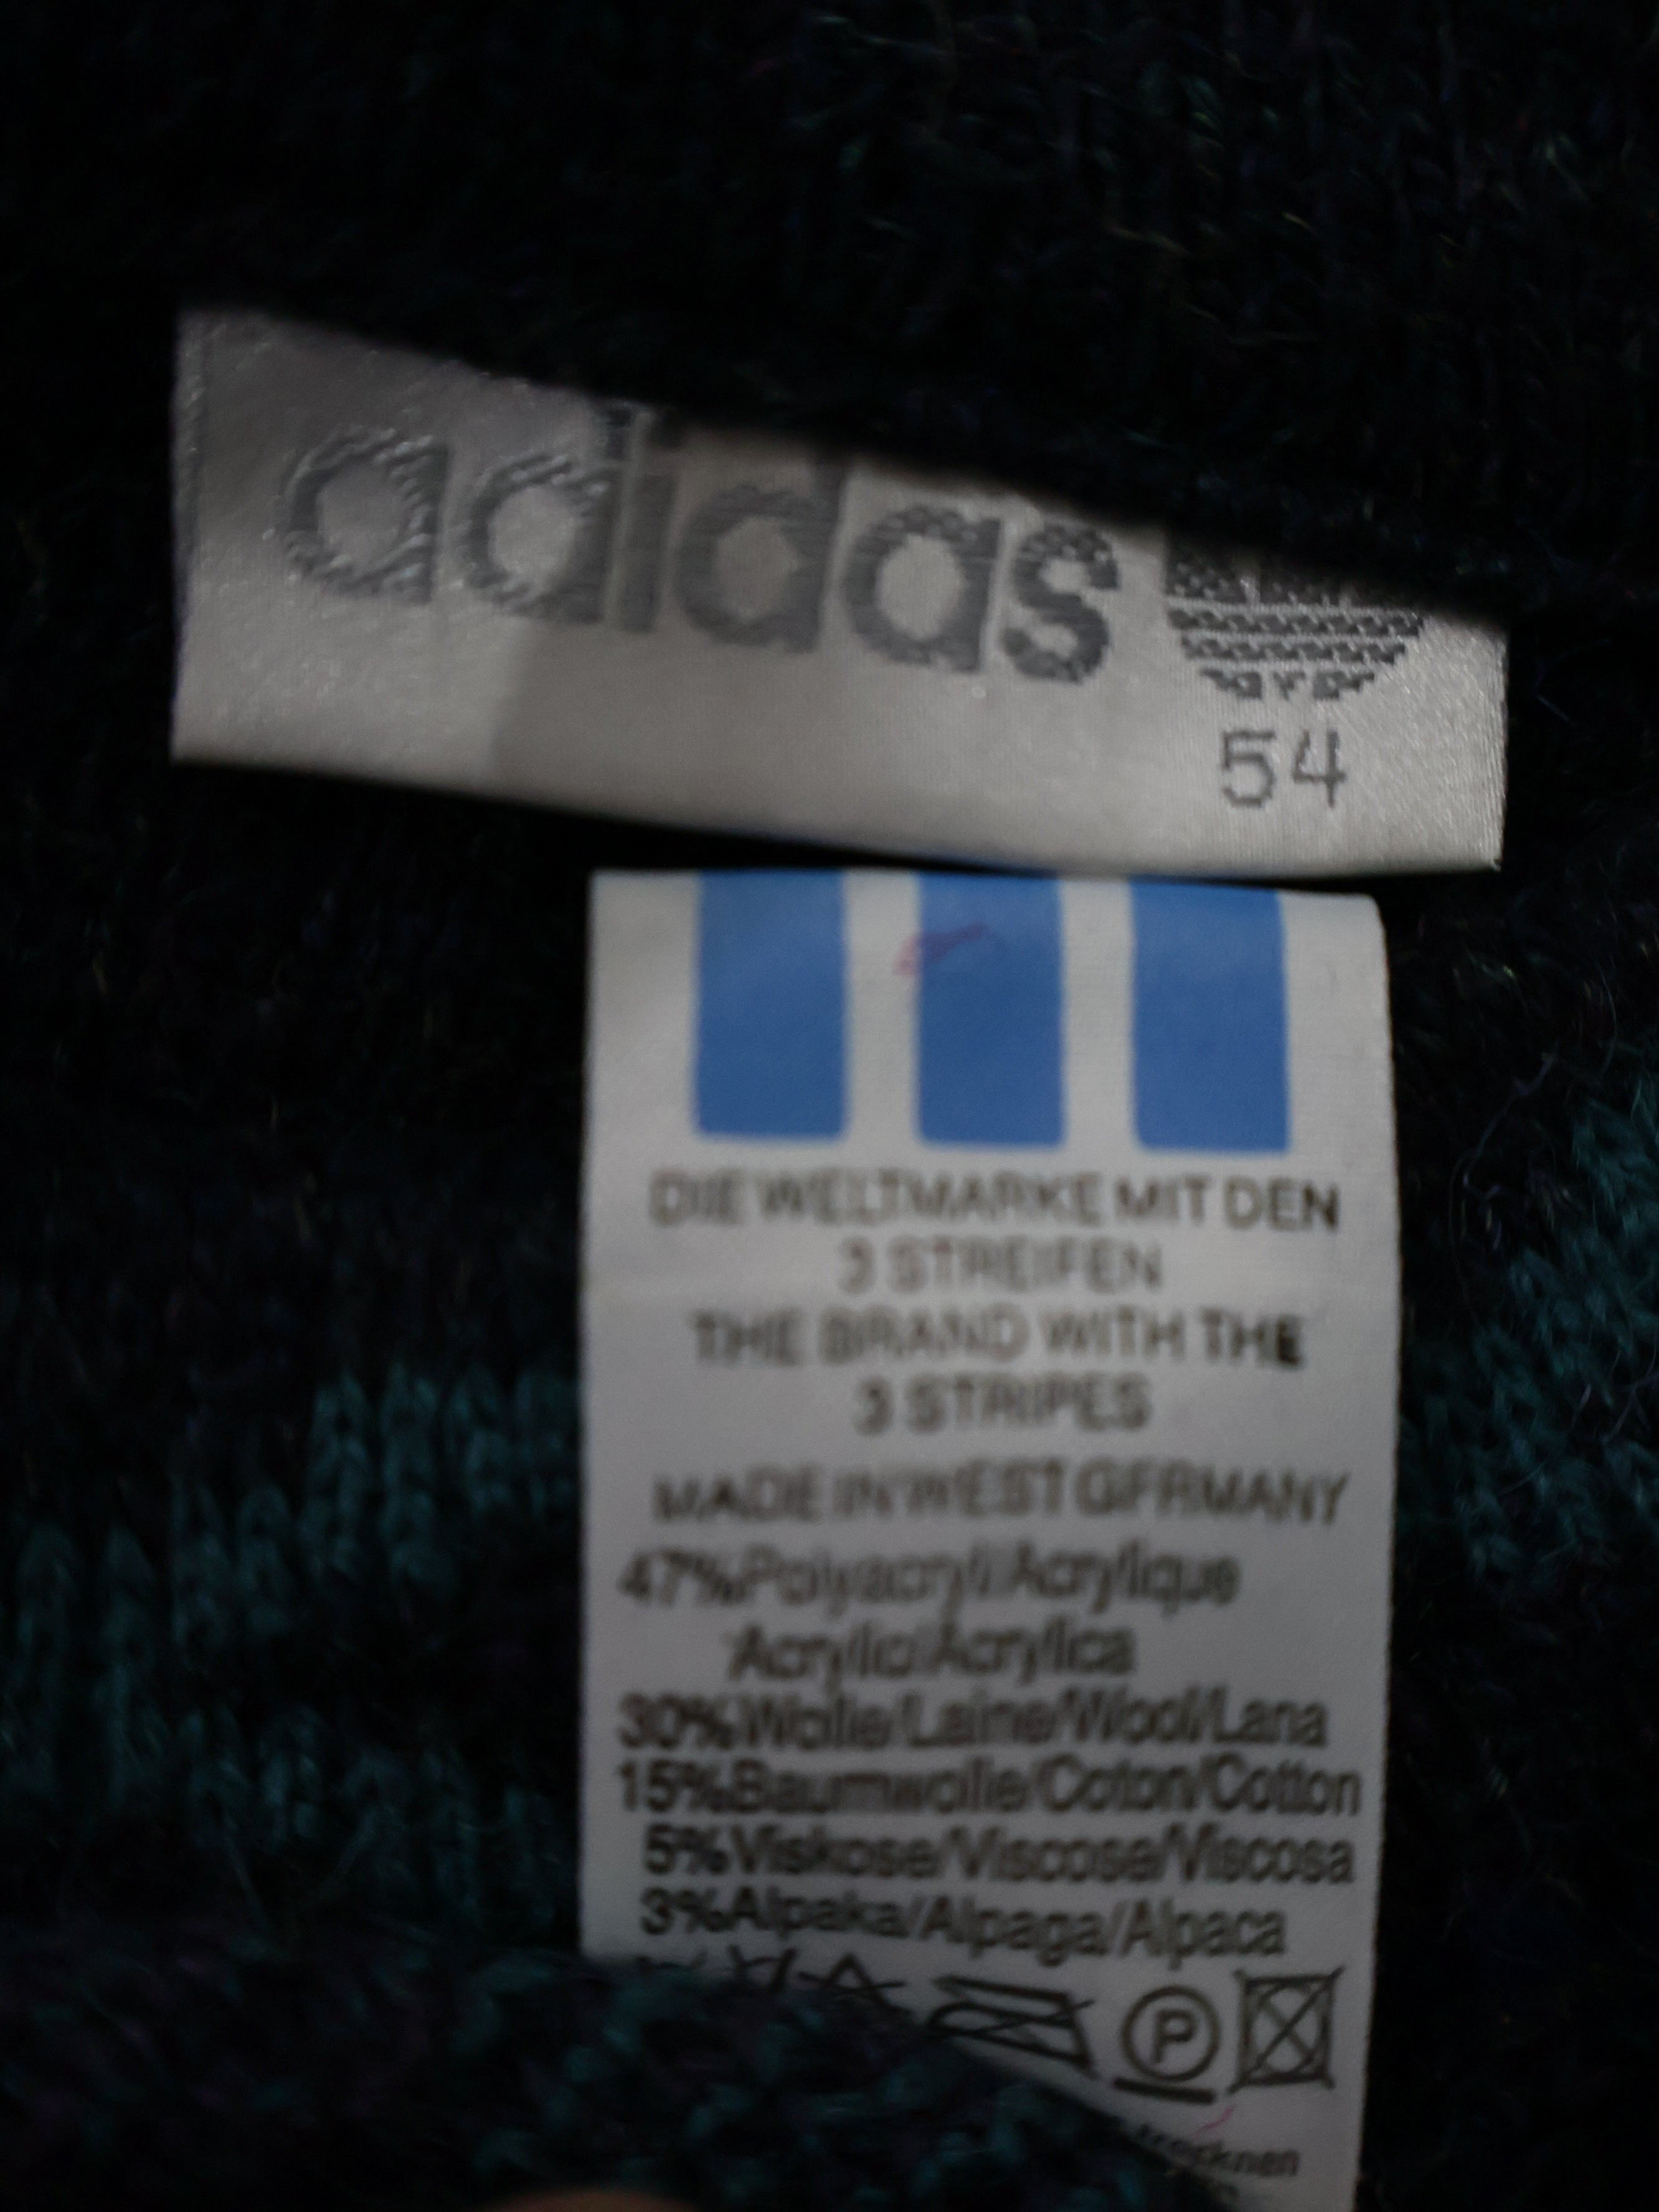 adidas
54
DIE WELTMARKE MIT DEN
3 STREIFEN
THE BRAND WITH THE
3 STRIPES
MADE IN WEST GERMANY
47%Polyacryl/Acrylique
Acrylic/Acrylica
30%Wolle/Laine/Wool/Lana
15%Baumwolle/Coton/Cotton
5%Viskose/Viscose/Viscosa
3%Alpaka/Alpaga/Alpaca
P